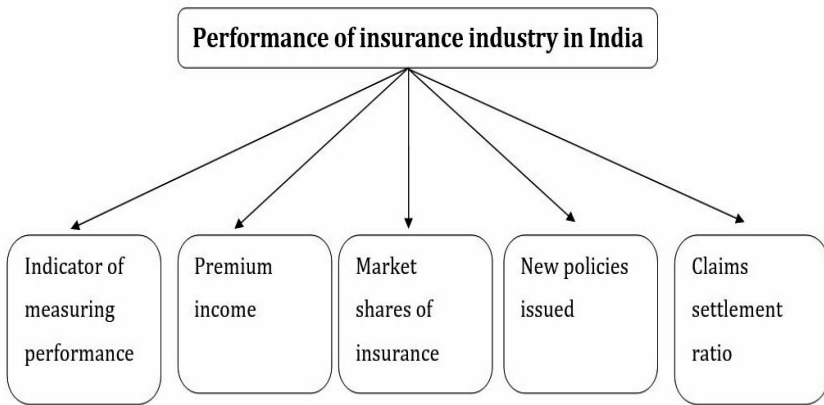 Performance of insurance industry in India
Indicator of
measuring
performance
Premium
income
Market
shares of
insurance
New policies
issued
Claims
settlement
ratio